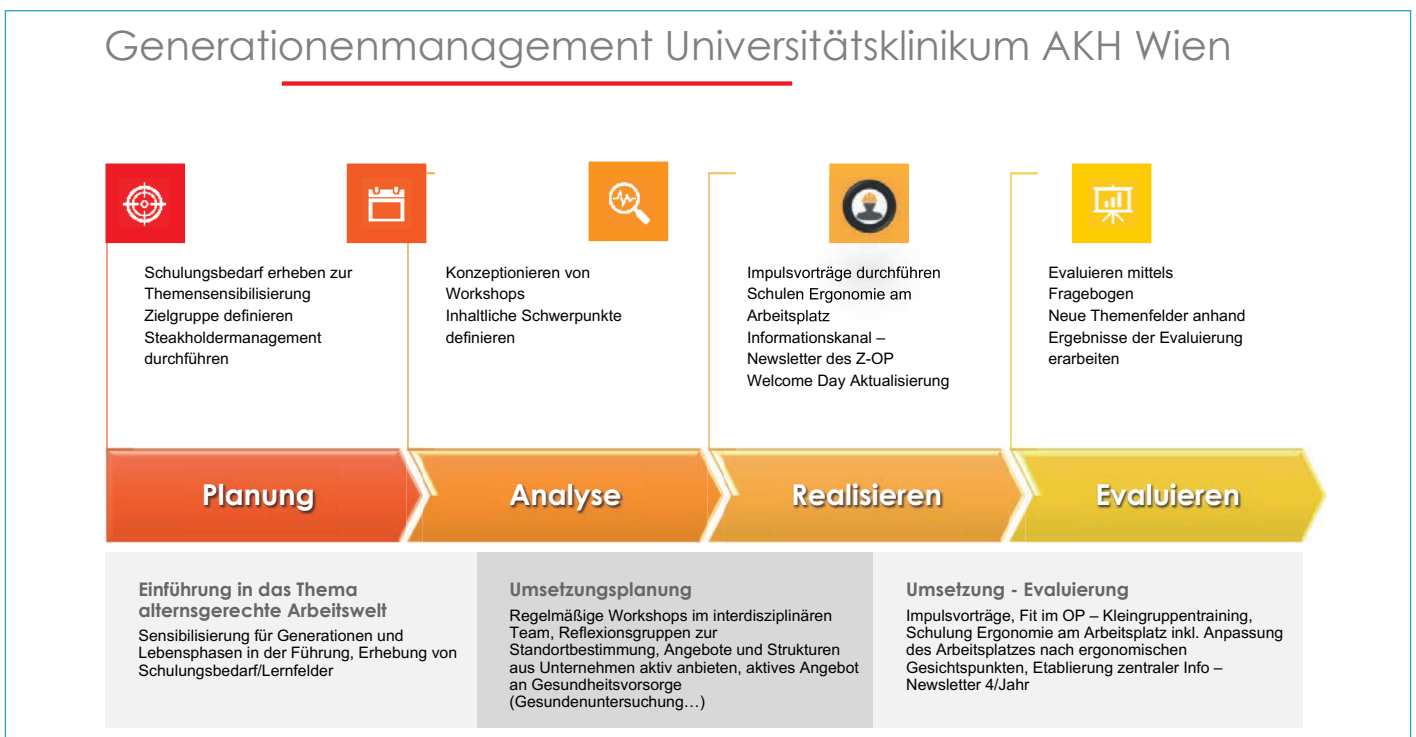 Generationenmanagement Universitätsklinikum AKH Wien
Schulungsbedarf erheben zur
Themensensibilisierung
Zielgruppe definieren
Steakholdermanagement
durchführen
Konzeptionieren von
Workshops
Inhaltliche Schwerpunkte
definieren
Impulsvorträge durchführen
Schulen Ergonomie am
Arbeitsplatz
Informationskanal –
Newsletter des Z-OP
Welcome Day Aktualisierung
Evaluieren mittels
Fragebogen
Neue Themenfelder anhand
Ergebnisse der Evaluierung
erarbeiten
Planung
Analyse
Realisieren
Evaluieren
Einführung in das Thema
alternsgerechte Arbeitswelt
Sensibilisierung für Generationen und
Lebensphasen in der Führung, Erhebung von
Schulungsbedarf/Lernfelder
Umsetzungsplanung
Regelmäßige Workshops im interdisziplinären
Team, Reflexionsgruppen zur
Standortbestimmung, Angebote und Strukturen
aus Unternehmen aktiv anbieten, aktives Angebot
an Gesundheitsvorsorge
(Gesundenuntersuchung…)
Umsetzung - Evaluierung
Impulsvorträge, Fit im OP – Kleingruppentraining,
Schulung Ergonomie am Arbeitsplatz inkl. Anpassung
des Arbeitsplatzes nach ergonomischen
Gesichtspunkten, Etablierung zentraler Info –
Newsletter 4/Jahr